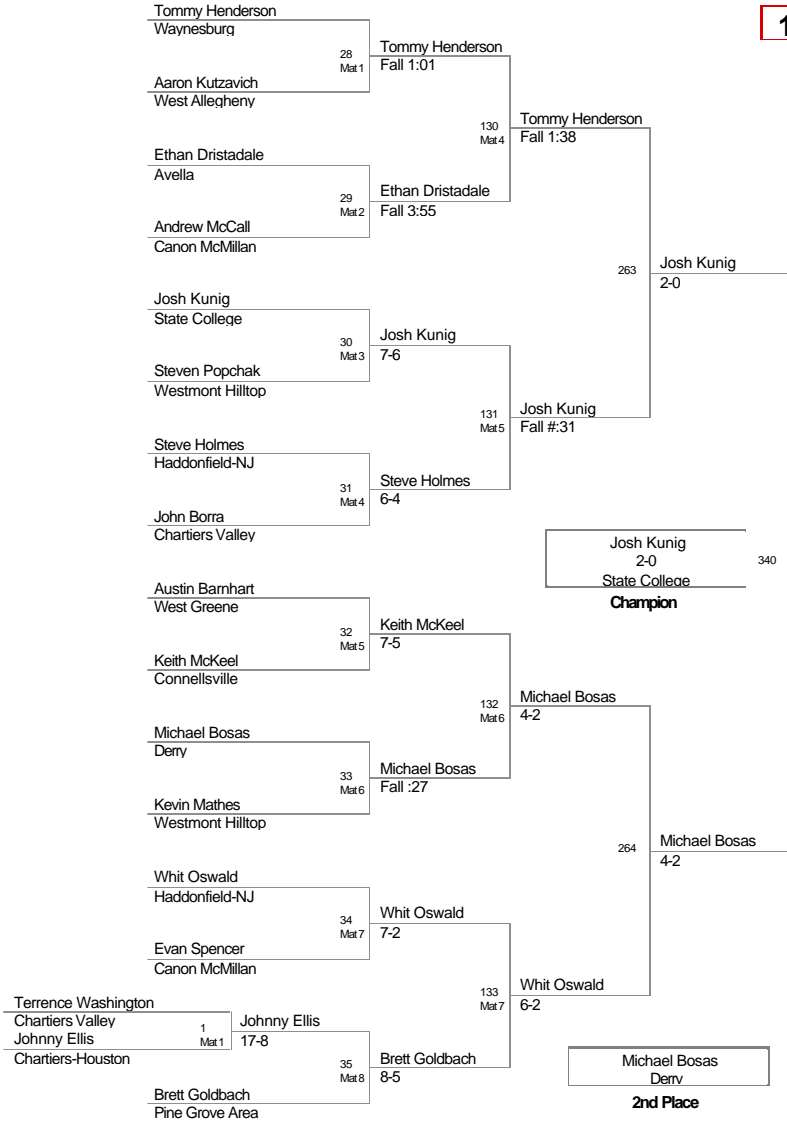 Tommy Henderson
Waynesburg
1
28
Mat 1
Tommy Henderson
Fall 1:01
Aaron Kutzavich
West Allegheny
130
Mat 4
Tommy Henderson
Fall 1:38
Ethan Dristadale
Avella
29
Mat 2
Ethan Dristadale
Fall 3:55
Andrew McCall
Canon McMillan
263
Josh Kunig
2-0
Josh Kunig
State College
30
Mat 3
Josh Kunig
7-6
Steven Popchak
Westmont Hilltop
131
Mat 5
Josh Kunig
Fall #:31
Steve Holmes
Haddonfield-NJ
31
Mat 4
Steve Holmes
6-4
John Borra
Chartiers Valley
Josh Kunig
2-0
State College
340
Champion
Austin Barnhart
West Greene
32
Mat 5
Keith McKeel
7-5
Keith McKeel
Connellsville
132
Mat 6
Michael Bosas
4-2
Michael Bosas
Derry
33
Mat 6
Michael Bosas
Fall :27
Kevin Mathes
Westmont Hilltop
264
Michael Bosas
4-2
Whit Oswald
Haddonfield-NJ
34
Mat 7
Whit Oswald
7-2
Evan Spencer
Canon McMillan
133
Mat 7
Whit Oswald
6-2
Terrence Washington
Chartiers Valley
1
Mat 1
Johnny Ellis
17-8
Johnny Ellis
Chartiers-Houston
35
Mat 8
Brett Goldbach
8-5
Brett Goldbach
Pine Grove Area
Michael Bosas
Derry
2nd Place